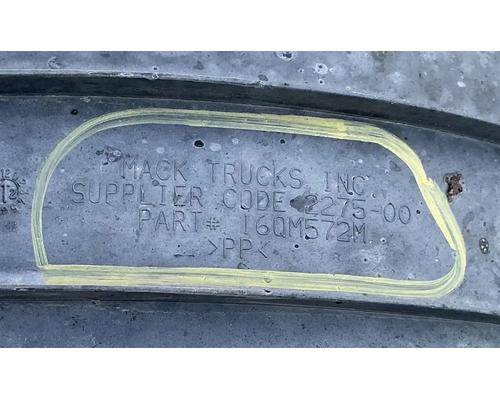 MACK TRUCKS, INC.
SUPPLIER CODE 2275-00
PART# 16QM572M
>PP<